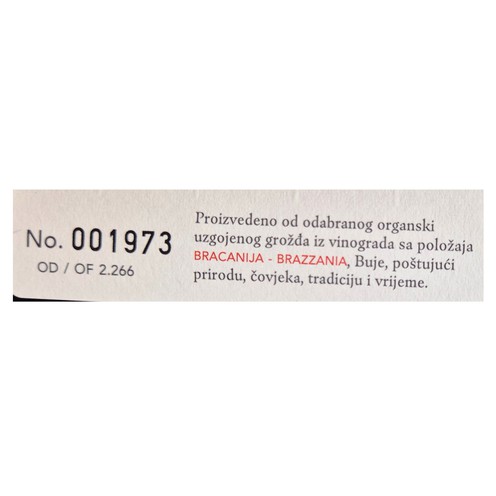 No. 001973
OD / OF 2.266
Proizvedeno od odabranog organski
uzgojenog grožđa iz vinograda sa položaja
BRACANIJA - BRAZZANIA, Buje, poštujući
prirodu, čovjeka, tradiciju i vrijeme.